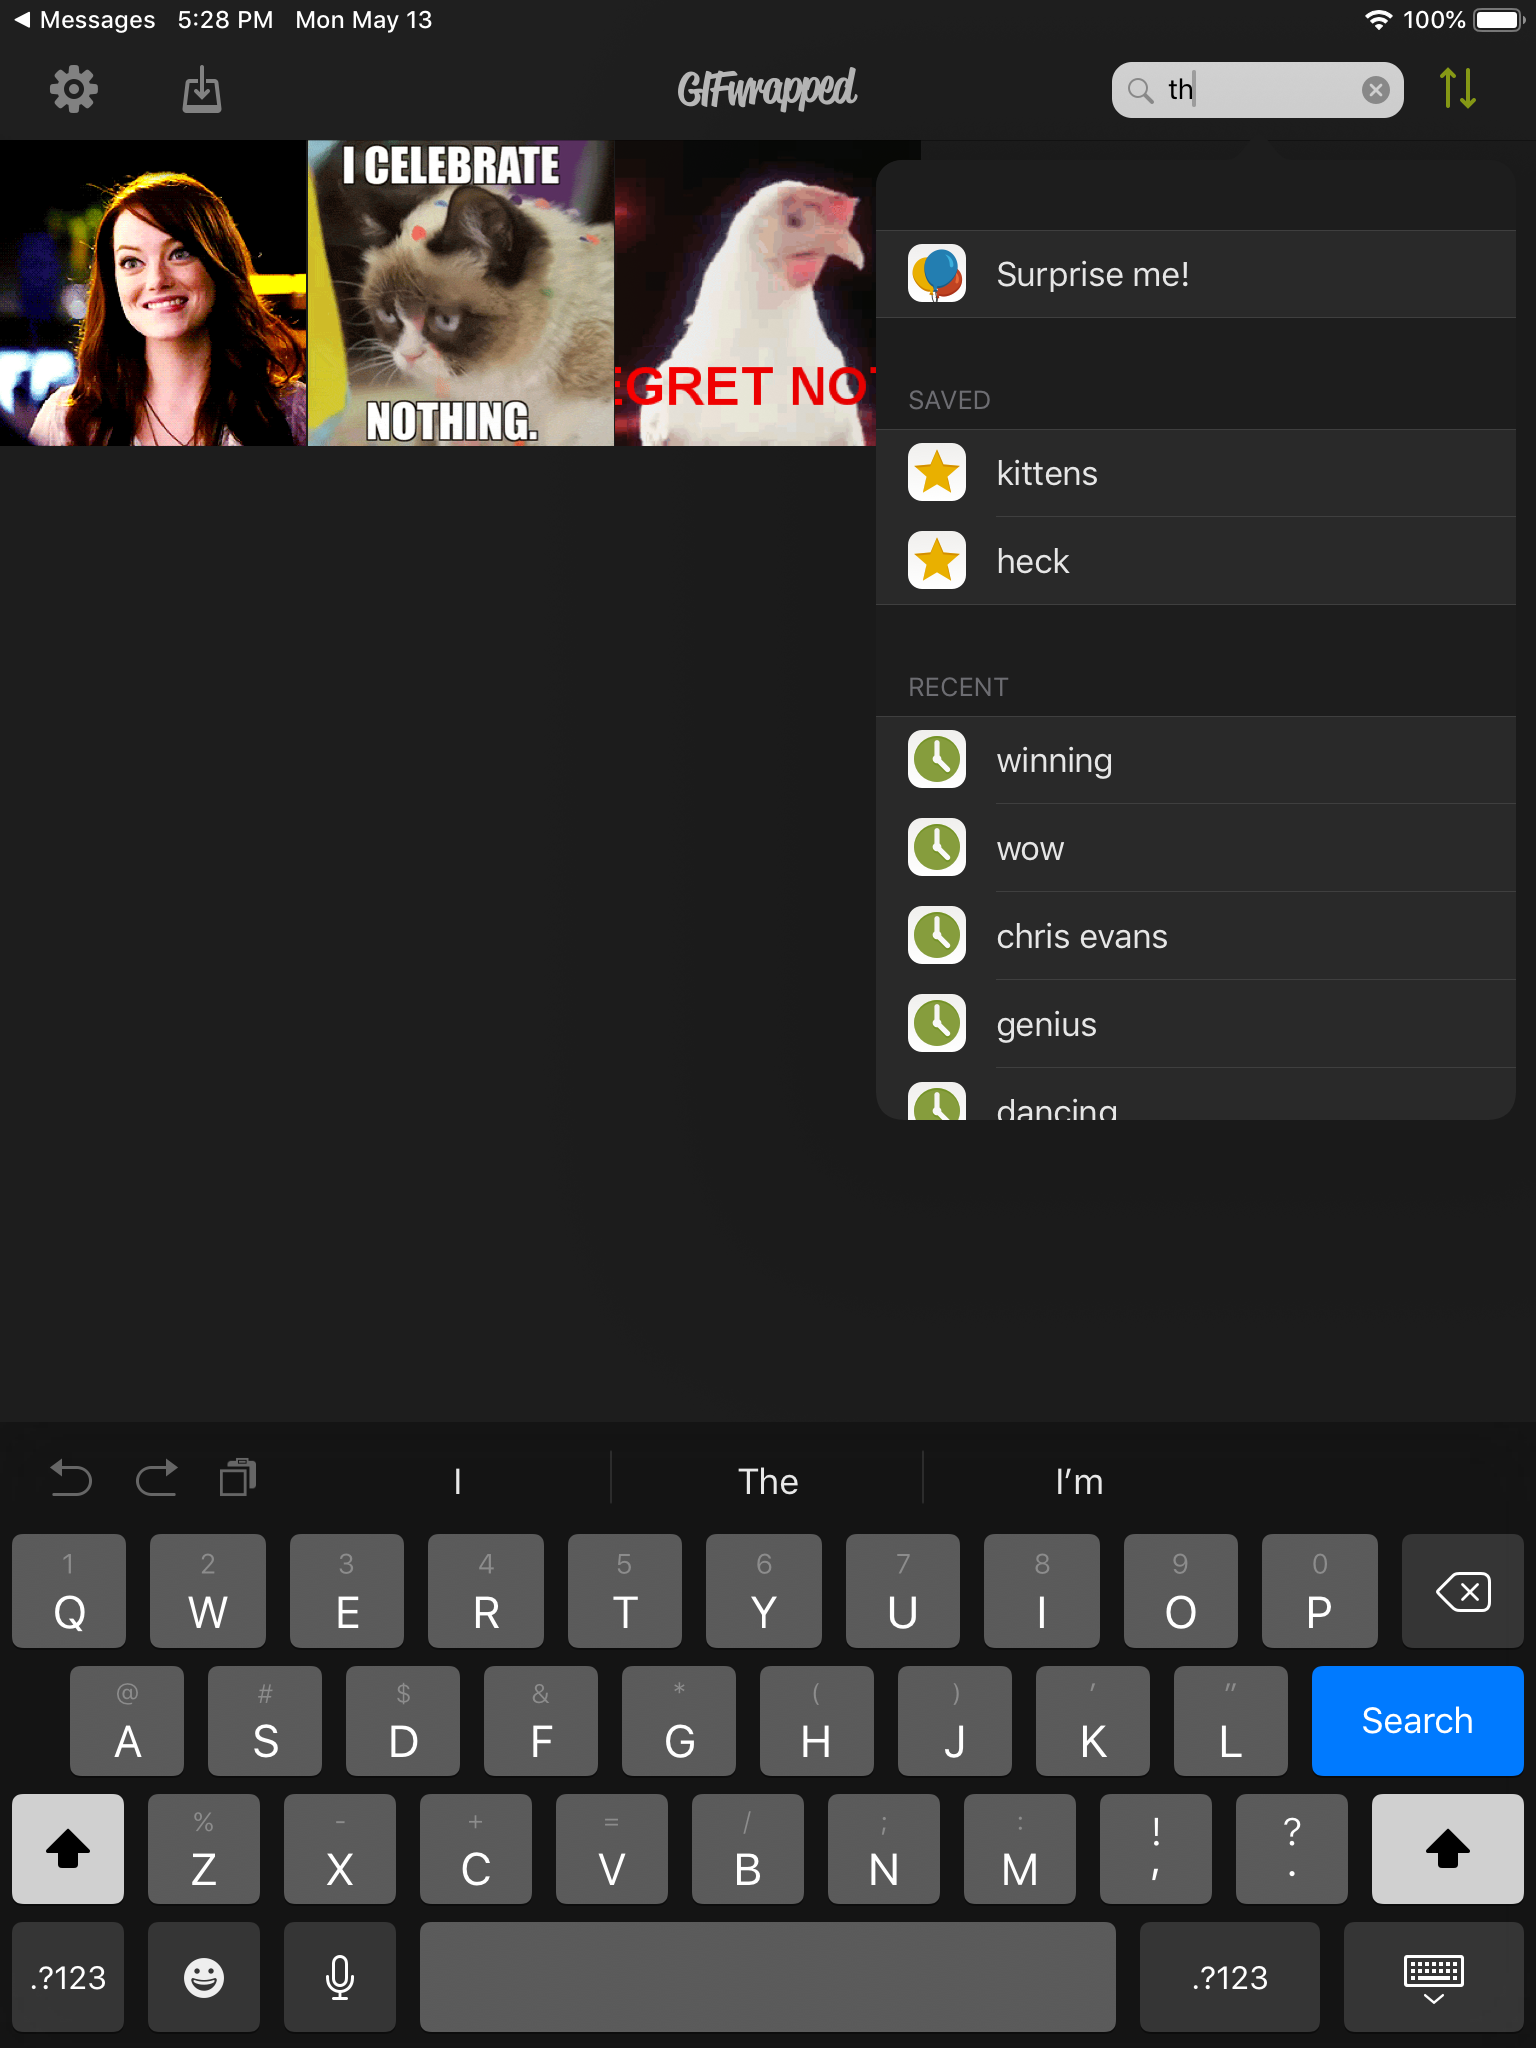 Messages 5:28 PM Mon May 13 100%
GIFwrapped
th
I CELEBRATE
NOTHING.
EGRET NOT
Surprise me!
SAVED
kittens
heck
RECENT
winning
wow
chris evans
genius
dancing
I The I’m
1 2 3 4 5 6 7 8 9 0
Q W E R T Y U I O P
@ # $ & * ( ) ' "
A S D F G H J K L Search
% - + = / ; : ! ?
Z X C V B N M , .
.?123 .?123